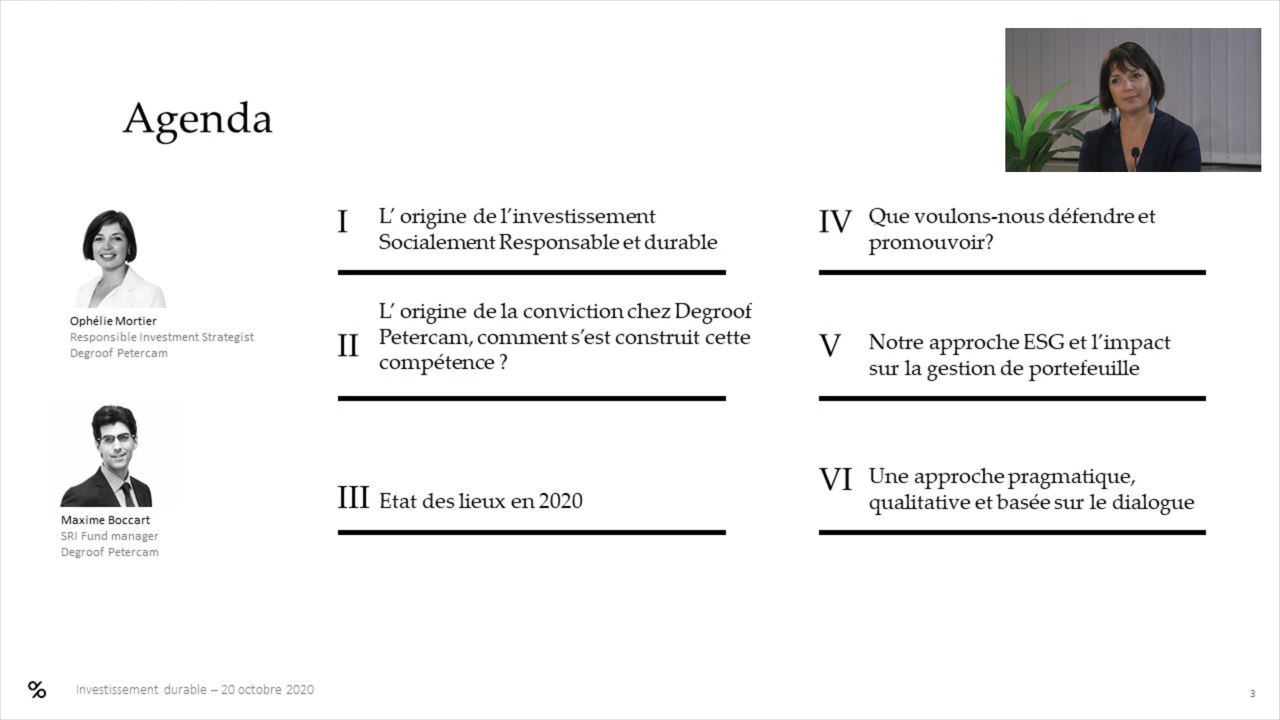 Agenda
Ophélie Mortier
Responsible Investment Strategist
Degroof Petercam
Maxime Boccart
SRI Fund manager
Degroof Petercam
I
L’ origine de l’investissement
Socialement Responsable et durable
II
L’ origine de la conviction chez Degroof
Petercam, comment s’est construit cette
compétence ?
III Etat des lieux en 2020
IV
Que voulons-nous défendre et
promouvoir?
V
Notre approche ESG et l’impact
sur la gestion de portefeuille
VI
Une approche pragmatique,
qualitative et basée sur le dialogue
Investissement durable – 20 octobre 2020
3